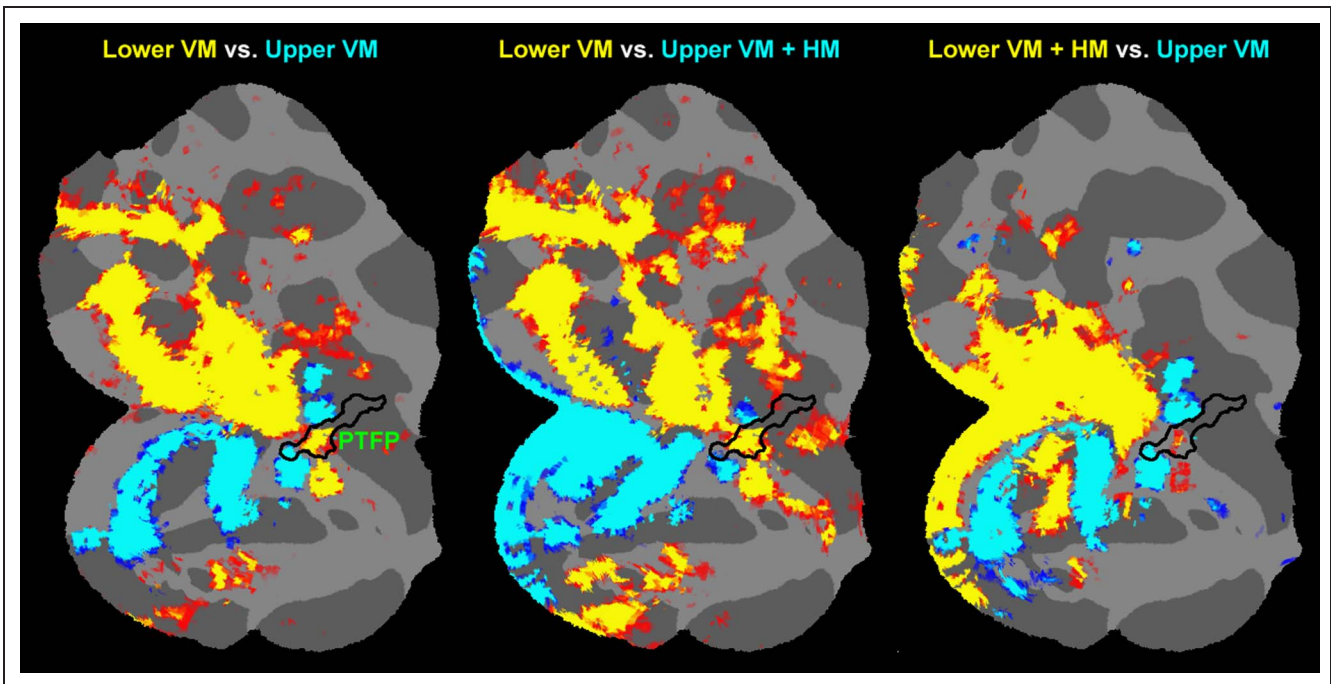 Lower VM vs. Upper VM
Lower VM vs. Upper VM + HM
Lower VM + HM vs. Upper VM
PTFP